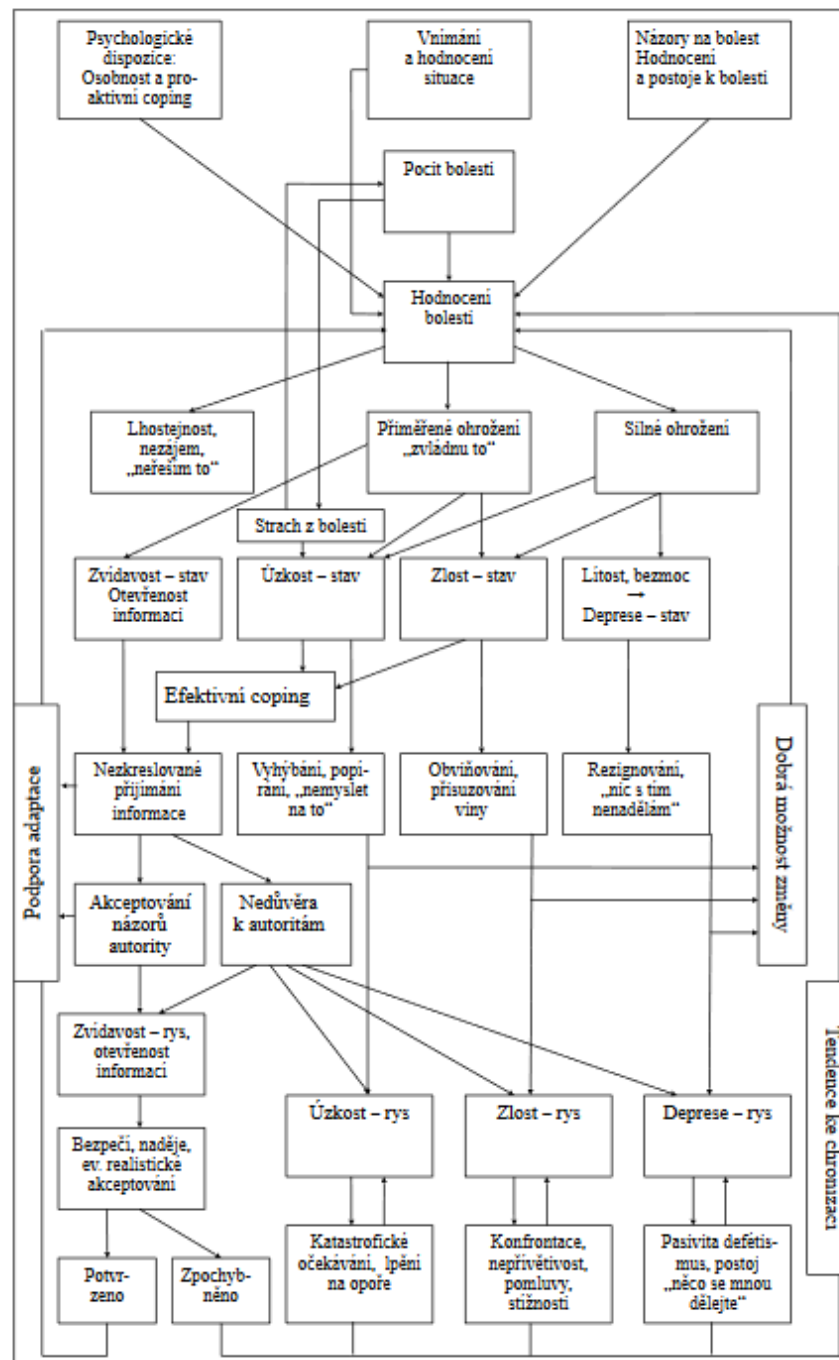 Psychologické
dispozice:
Osobnost a pro-
aktivní coping
Vnímání
a hodnocení
situace
Názory na bolest
Hodnocení
a postoje k bolesti
Pocit bolesti
Hodnocení
bolesti
Lhostejnost,
nezájem,
„neřeším to“
Přiměřené ohrožení
„zvládnu to“
Silné ohrožení
Strach z bolesti
Zvídavost – stav
Otevřenost
informaci
Úzkost – stav
Zlost – stav
Lítost, bezmoc
→
Deprese – stav
Efektivní coping
Podpora adaptace
Nezkreslované
přijímání
informace
Vyhýbání, popí-
rání, „nemyslet
na to“
Obviňování,
přisuzování
viny
Rezignování,
„nic s tím
nenadělám“
Dobrá možnost změny
Akceptování
názorů
autority
Nedůvěra
k autoritám
Zvídavost – rys,
otevřenost
informaci
Úzkost – rys
Zlost – rys
Deprese – rys
Tendence ke chronizaci
Bezpečí, naděje,
ev. realistické
akceptování
Potvr-
zeno
Zpochyb-
něno
Katastrofické
očekávání, lpění
na opoře
Konfrontace,
nepřívětivost,
pomluvy,
stížnosti
Pasivita defétis-
mus, postoj
„něco se mnou
dělejte“